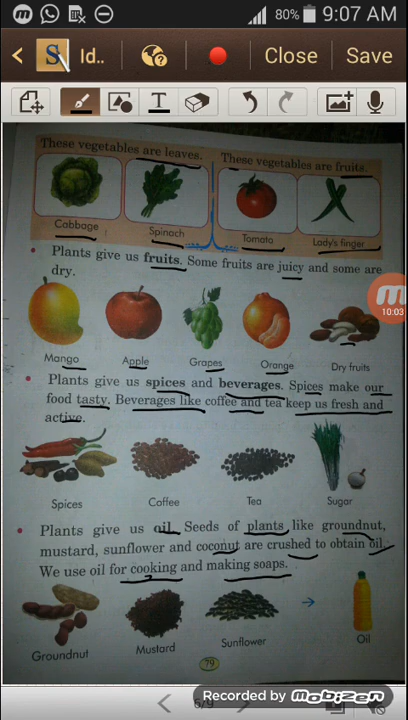 80% 9:07 AM
S Id.. Close Save
T
These vegetables are leaves. These vegetables are fruits.
Cabbage Spinach Tomato Lady's finger
• Plants give us fruits. Some fruits are juicy and some are
dry.
10:03
Mango Apple Grapes Orange Dry fruits
• Plants give us spices and beverages. Spices make our
food tasty. Beverages like coffee and tea keep us fresh and
active.
Spices Coffee Tea Sugar
• Plants give us oil. Seeds of plants like groundnut,
mustard, sunflower and coconut are crushed to obtain oil.
We use oil for cooking and making soaps.
Groundnut Mustard Sunflower Oil
79
Recorded by mobizen